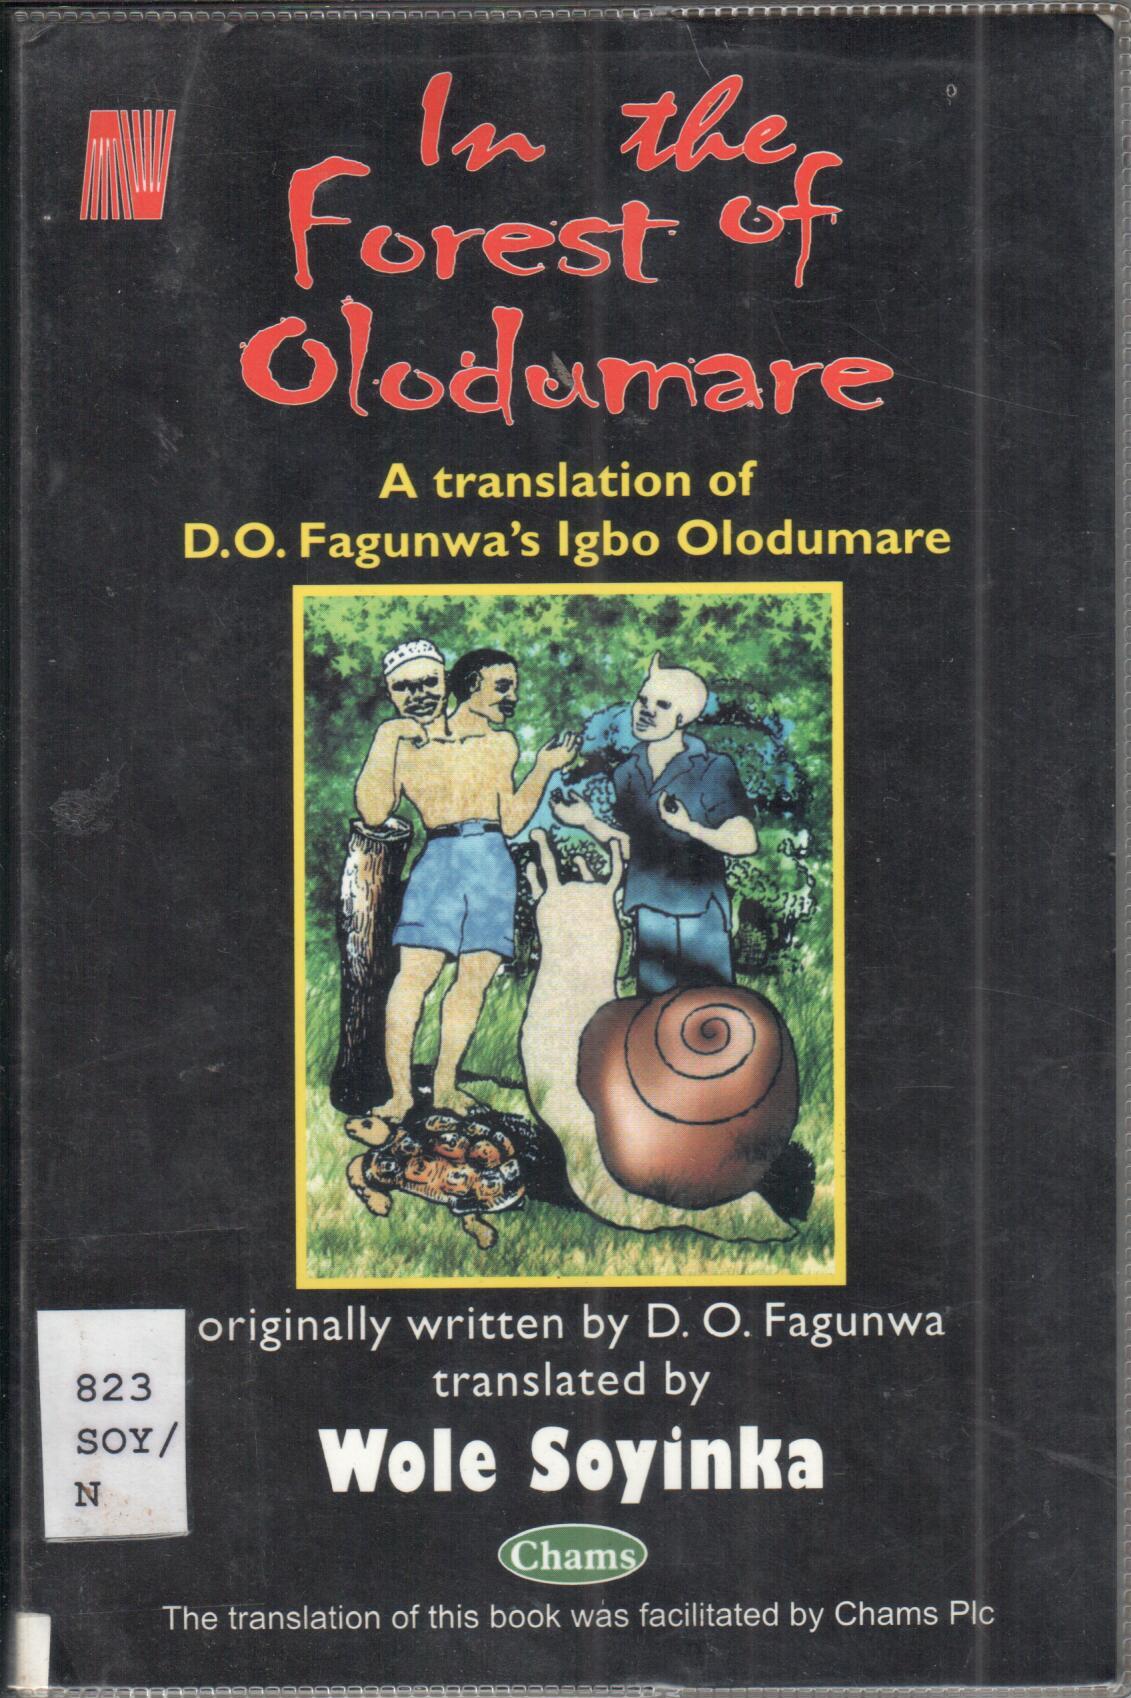 In the
Forest of
Olodumare
A translation of
D.O. Fagunwa's Igbo Olodumare
originally written by D. O. Fagunwa
translated by
Wole Soyinka
823
SOY/
N
Chams
The translation of this book was facilitated by Chams Plc